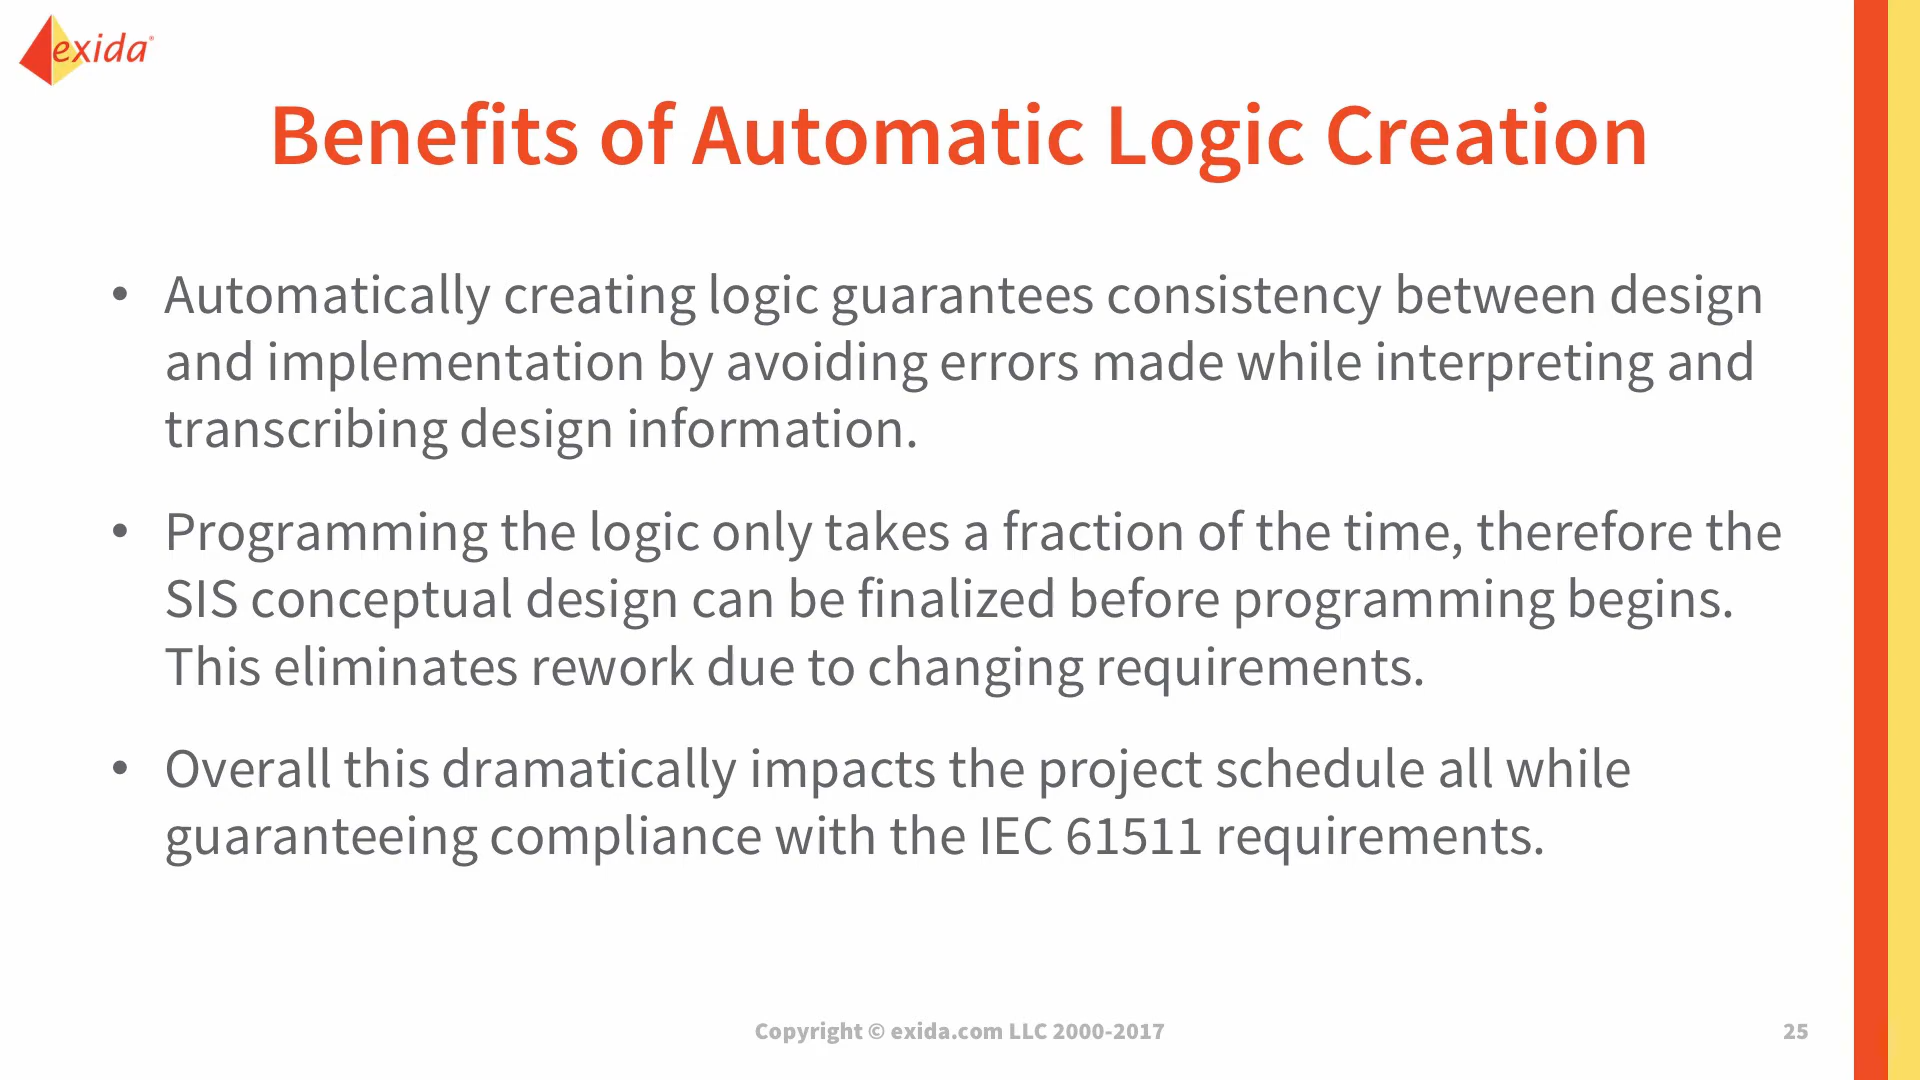 exida®
Benefits of Automatic Logic Creation
• Automatically creating logic guarantees consistency between design
and implementation by avoiding errors made while interpreting and
transcribing design information.
• Programming the logic only takes a fraction of the time, therefore the
SIS conceptual design can be finalized before programming begins.
This eliminates rework due to changing requirements.
• Overall this dramatically impacts the project schedule all while
guaranteeing compliance with the IEC 61511 requirements.
Copyright © exida.com LLC 2000-2017
25